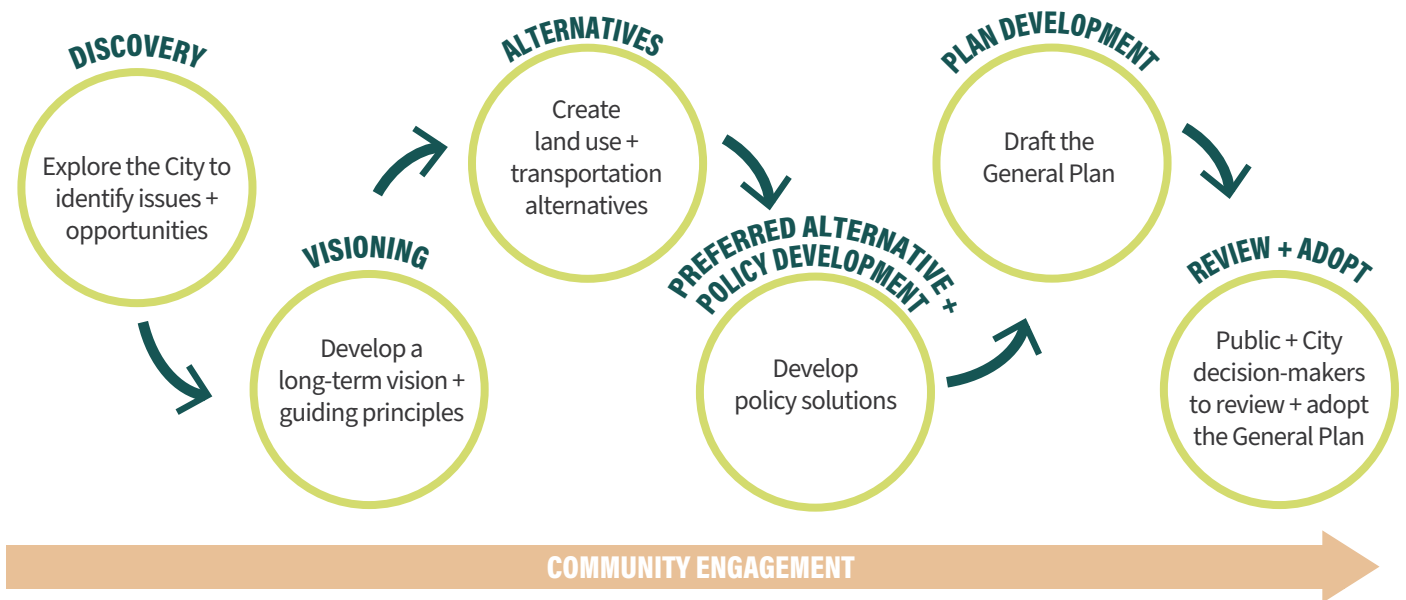 DISCOVERY
Explore the City to
identify issues +
opportunities
VISIONING
Develop a
long-term vision +
guiding principles
ALTERNATIVES
Create
land use +
transportation
alternatives
PREFERRED ALTERNATIVE +
POLICY DEVELOPMENT
Develop
policy solutions
PLAN DEVELOPMENT
Draft the
General Plan
REVIEW + ADOPT
Public + City
decision-makers
to review + adopt
the General Plan
COMMUNITY ENGAGEMENT